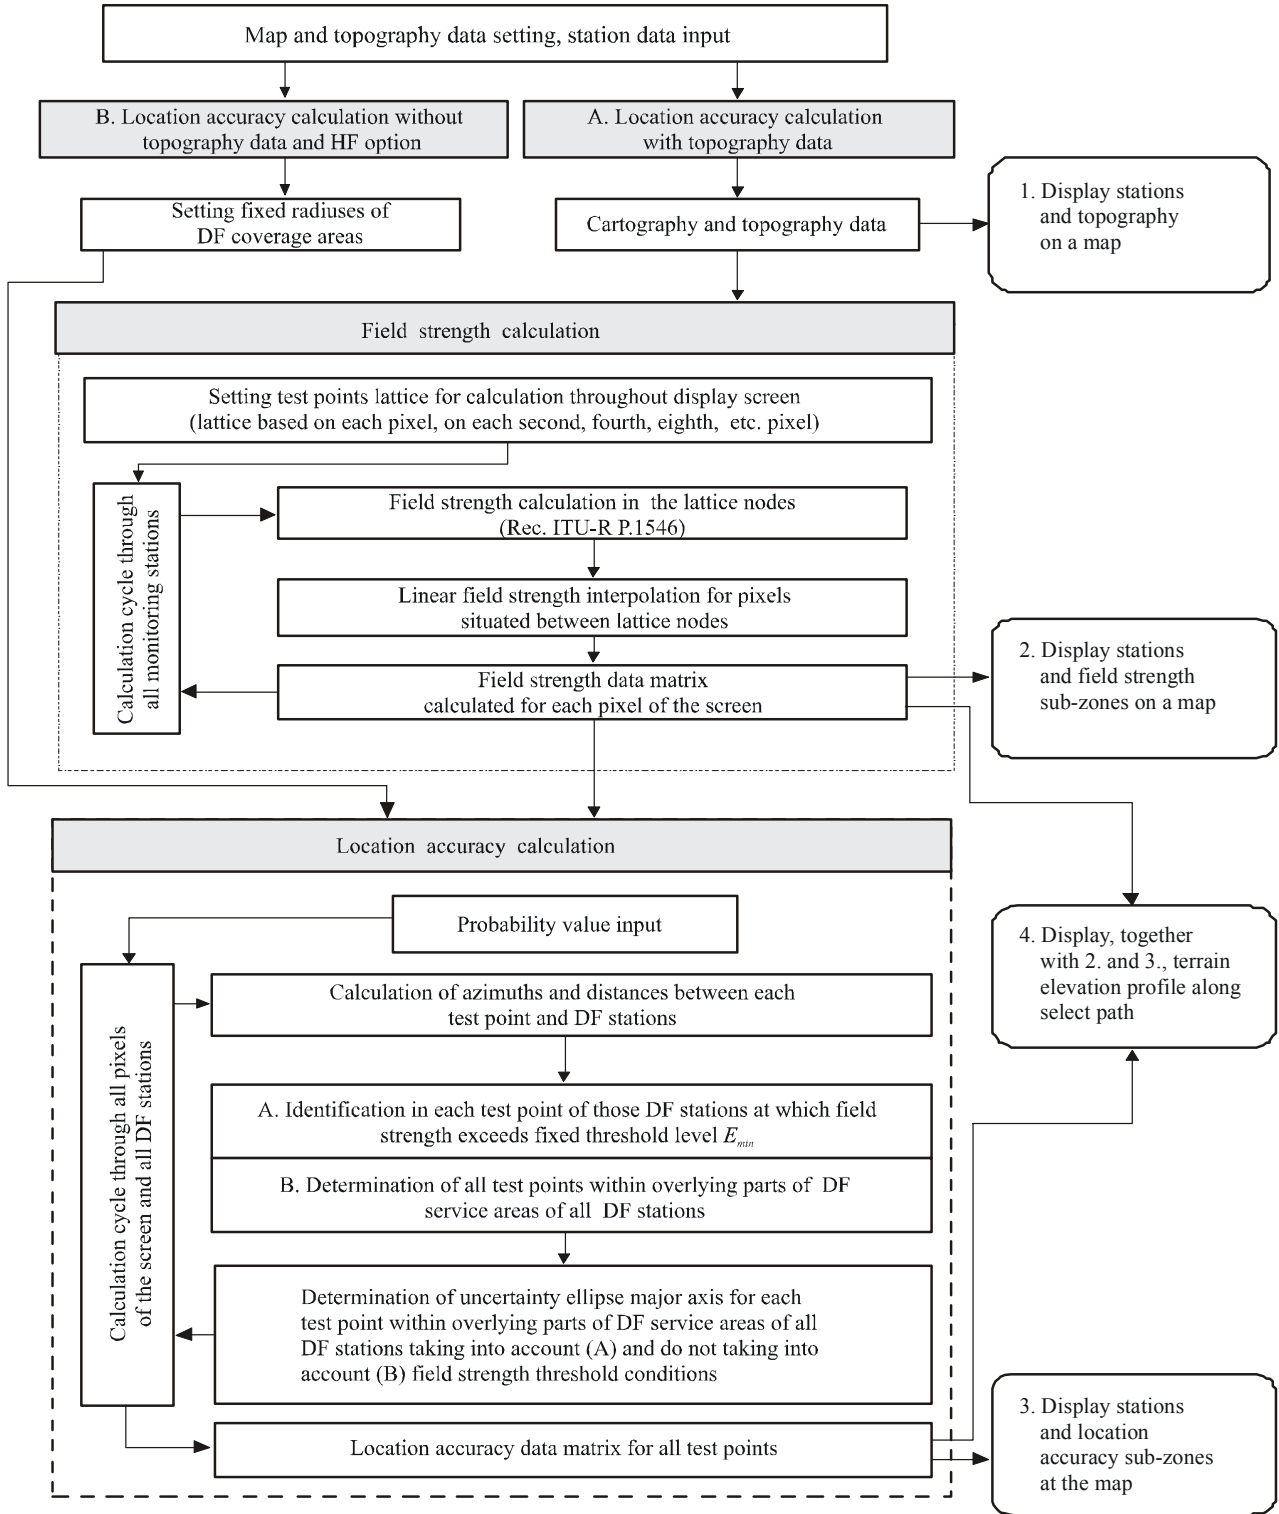 Map and topography data setting, station data input
B. Location accuracy calculation without
topography data and HF option
A. Location accuracy calculation
with topography data
Setting fixed radiuses of
DF coverage areas
Cartography and topography data
1. Display stations
and topography
on a map
Field strength calculation
Setting test points lattice for calculation throughout display screen
(lattice based on each pixel, on each second, fourth, eighth, etc. pixel)
Calculation cycle through
all monitoring stations
Field strength calculation in the lattice nodes
(Rec. ITU-R P.1546)
Linear field strength interpolation for pixels
situated between lattice nodes
Field strength data matrix
calculated for each pixel of the screen
2. Display stations
and field strength
sub-zones on a map
Location accuracy calculation
Probability value input
Calculation cycle through all pixels
of the screen and all DF stations
Calculation of azimuths and distances between each
test point and DF stations
A. Identification in each test point of those DF stations at which field
strength exceeds fixed threshold level Emin
B. Determination of all test points within overlying parts of DF
service areas of all DF stations
Determination of uncertainty ellipse major axis for each
test point within overlying parts of DF service areas of all
DF stations taking into account (A) and do not taking into
account (B) field strength threshold conditions
Location accuracy data matrix for all test points
4. Display, together
with 2. and 3., terrain
elevation profile along
select path
3. Display stations
and location
accuracy sub-zones
at the map